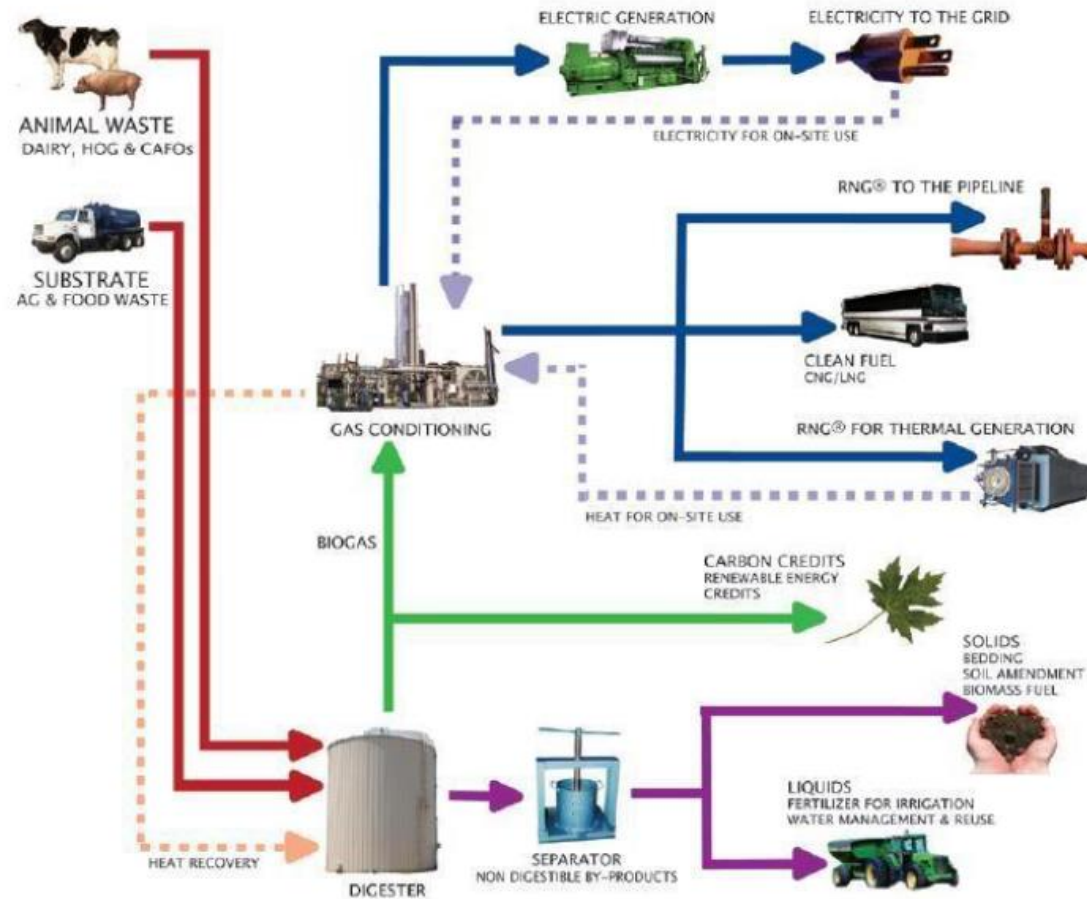 ELECTRIC GENERATION
ELECTRICITY TO THE GRID
ANIMAL WASTE
DAIRY, HOG & CAFOs
ELECTRICITY FOR ON-SITE USE
RNG® TO THE PIPELINE
SUBSTRATE
AG & FOOD WASTE
CLEAN FUEL
CNG/LNG
GAS CONDITIONING
RNG® FOR THERMAL GENERATION
HEAT FOR ON-SITE USE
BIOGAS
CARBON CREDITS
RENEWABLE ENERGY
CREDITS
SOLIDS
BEDDING
SOIL AMENDMENT
BIOMASS FUEL
LIQUIDS
FERTILIZER FOR IRRIGATION
WATER MANAGEMENT & REUSE
HEAT RECOVERY
DIGESTER
SEPARATOR
NON DIGESTIBLE BY-PRODUCTS